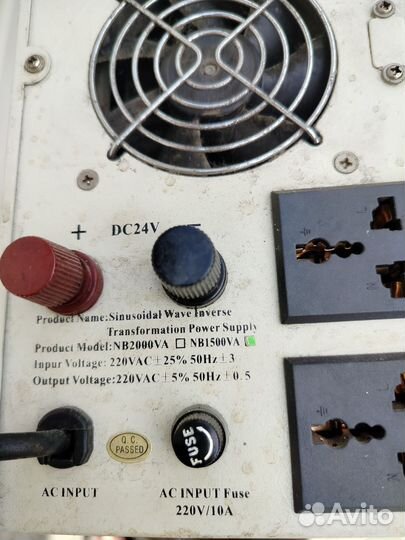 + DC24V −
Product Name:Sinusoidal Wave Inverse
Transformation Power Supply
Product Model:NB2000VA □ NB1500VA
Input Voltage: 220VAC±25% 50Hz±3
Output Voltage:220VAC±5% 50Hz±0.5
Q.C.
PASSED
FUSE
AC INPUT
AC INPUT Fuse
220V/10A
L
N
N
Avito